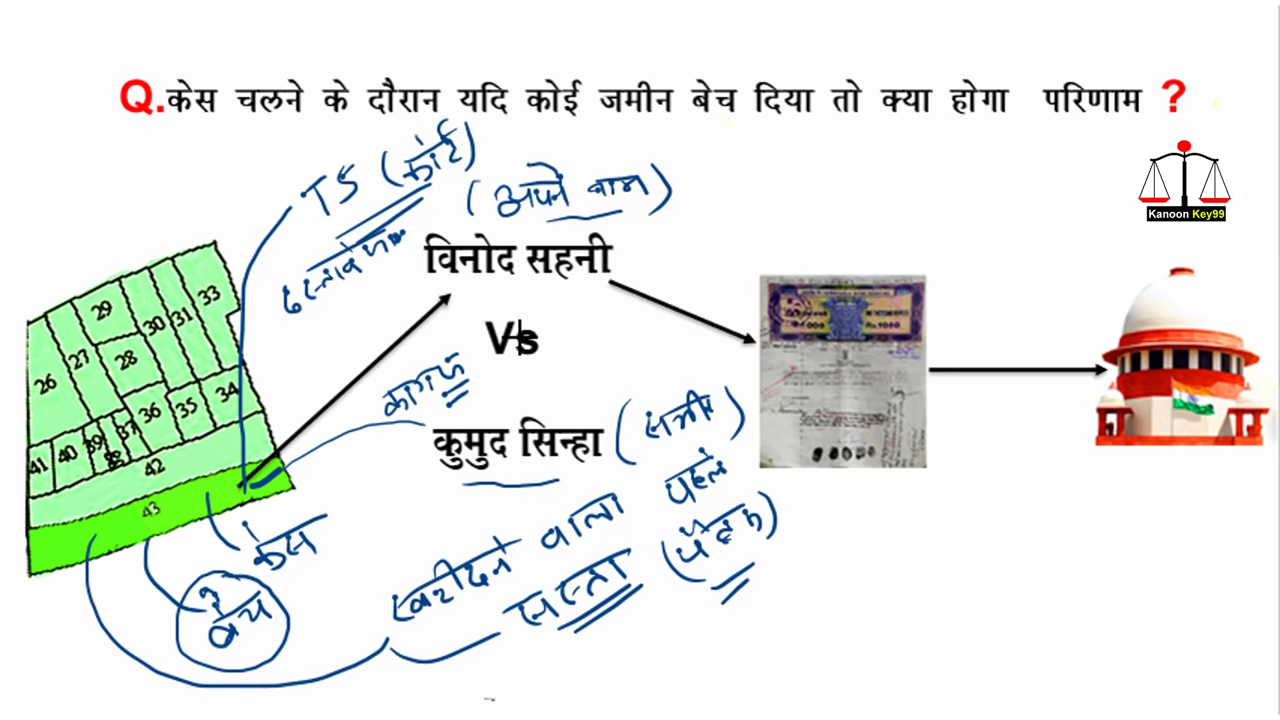 Q.केस चलने के दौरान यदि कोई जमीन बेच दिया तो क्या होगा परिणाम ?
TS (कोर्ट)
(अपने नाम)
Kanoon Key99
विनोद सहनी
Vs
कागज
कुमुद सिन्हा
29
33
31
30
27
28
26
34
35
36
37
39
38
40
41
42
43
केस
बेच
खरीदने वाला पहले
सस्ता (पैतृक)